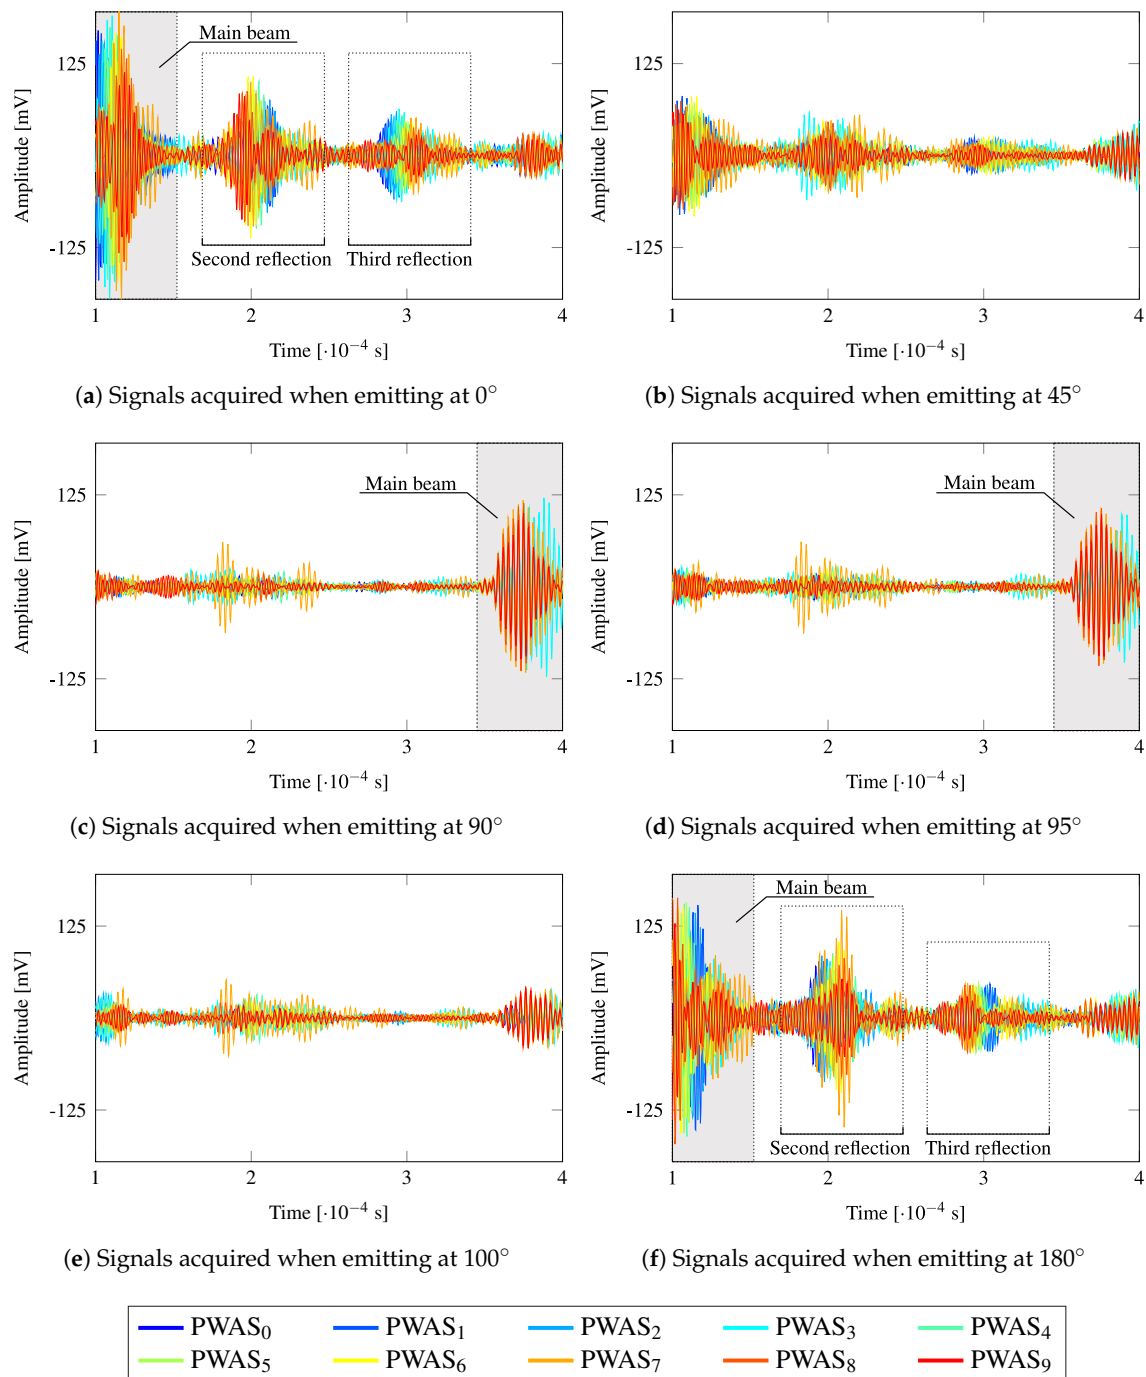 Main beam
125
-125
Amplitude [mV]
Second reflection
Third reflection
1
2
3
4
Time [·10⁻⁴ s]
(a) Signals acquired when emitting at 0°
125
-125
Amplitude [mV]
1
2
3
4
Time [·10⁻⁴ s]
(b) Signals acquired when emitting at 45°
Main beam
125
-125
Amplitude [mV]
1
2
3
4
Time [·10⁻⁴ s]
(c) Signals acquired when emitting at 90°
Main beam
125
-125
Amplitude [mV]
1
2
3
4
Time [·10⁻⁴ s]
(d) Signals acquired when emitting at 95°
125
-125
Amplitude [mV]
1
2
3
4
Time [·10⁻⁴ s]
(e) Signals acquired when emitting at 100°
Main beam
125
-125
Amplitude [mV]
Second reflection
Third reflection
1
2
3
4
Time [·10⁻⁴ s]
(f) Signals acquired when emitting at 180°
PWAS₀ PWAS₁ PWAS₂ PWAS₃ PWAS₄
PWAS₅ PWAS₆ PWAS₇ PWAS₈ PWAS₉